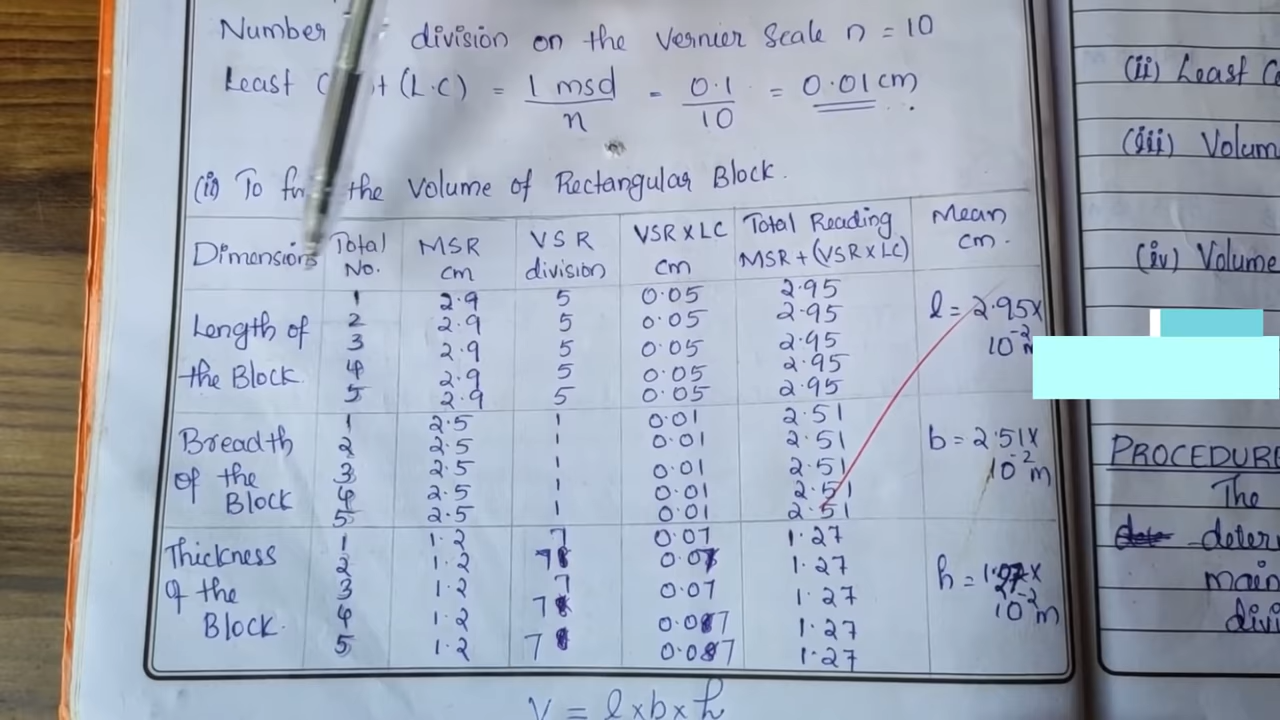 Number division on the Vernier Scale n = 10
Least (L.C) = 1 msd / n = 0.1 / 10 = 0.01 cm.
(i) To the Volume of Rectangular Block.
Dimensions Total No. MSR cm VSR division VSR x LC cm Total Reading MSR + (VSR x LC) Mean cm.
Length of the Block.
1 2.9 5 0.05 2.95
2 2.9 5 0.05 2.95
3 2.9 5 0.05 2.95
4 2.9 5 0.05 2.95
5 2.9 5 0.05 2.95
l = 2.95 x
10⁻² m
Breadth of the Block
1 2.5 1 0.01 2.51
2 2.5 1 0.01 2.51
3 2.5 1 0.01 2.51
4 2.5 1 0.01 2.51
5 2.5 1 0.01 2.51
b = 2.51 x
10⁻² m
Thickness of the Block.
1 1.2 7 0.07 1.27
2 1.2 7 0.07 1.27
3 1.2 7 0.07 1.27
4 1.2 7 0.07 1.27
5 1.2 7 0.07 1.27
h = x
10⁻² m
V = l x b x h
(ii) Least
(iii) Volum
(iv) Volume
PROCEDURE
The
deter
main
divi